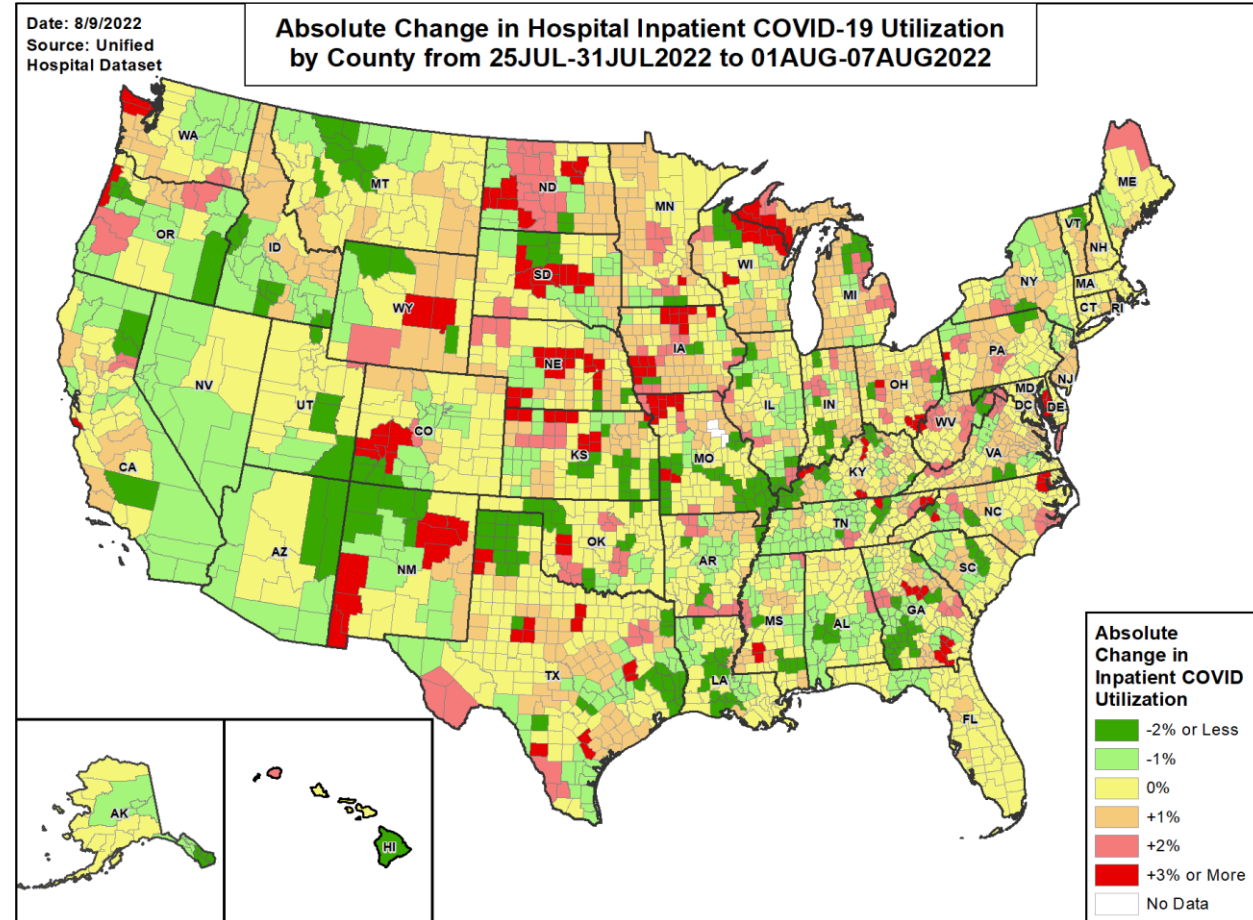 Date: 8/9/2022
Source: Unified
Hospital Dataset
Absolute Change in Hospital Inpatient COVID-19 Utilization
by County from 25JUL-31JUL2022 to 01AUG-07AUG2022
WA
MT
ND
MN
ME
VT
NH
OR
ID
SD
WI
NY
MA
WY
MI
CT
RI
IA
PA
NE
NV
OH
NJ
UT
IL
IN
MD
DE
CO
DC
WV
CA
KS
MO
KY
VA
NC
TN
AZ
OK
NM
AR
SC
GA
MS
AL
TX
LA
FL
AK
HI
Absolute
Change in
Inpatient COVID
Utilization
-2% or Less
-1%
0%
+1%
+2%
+3% or More
No Data